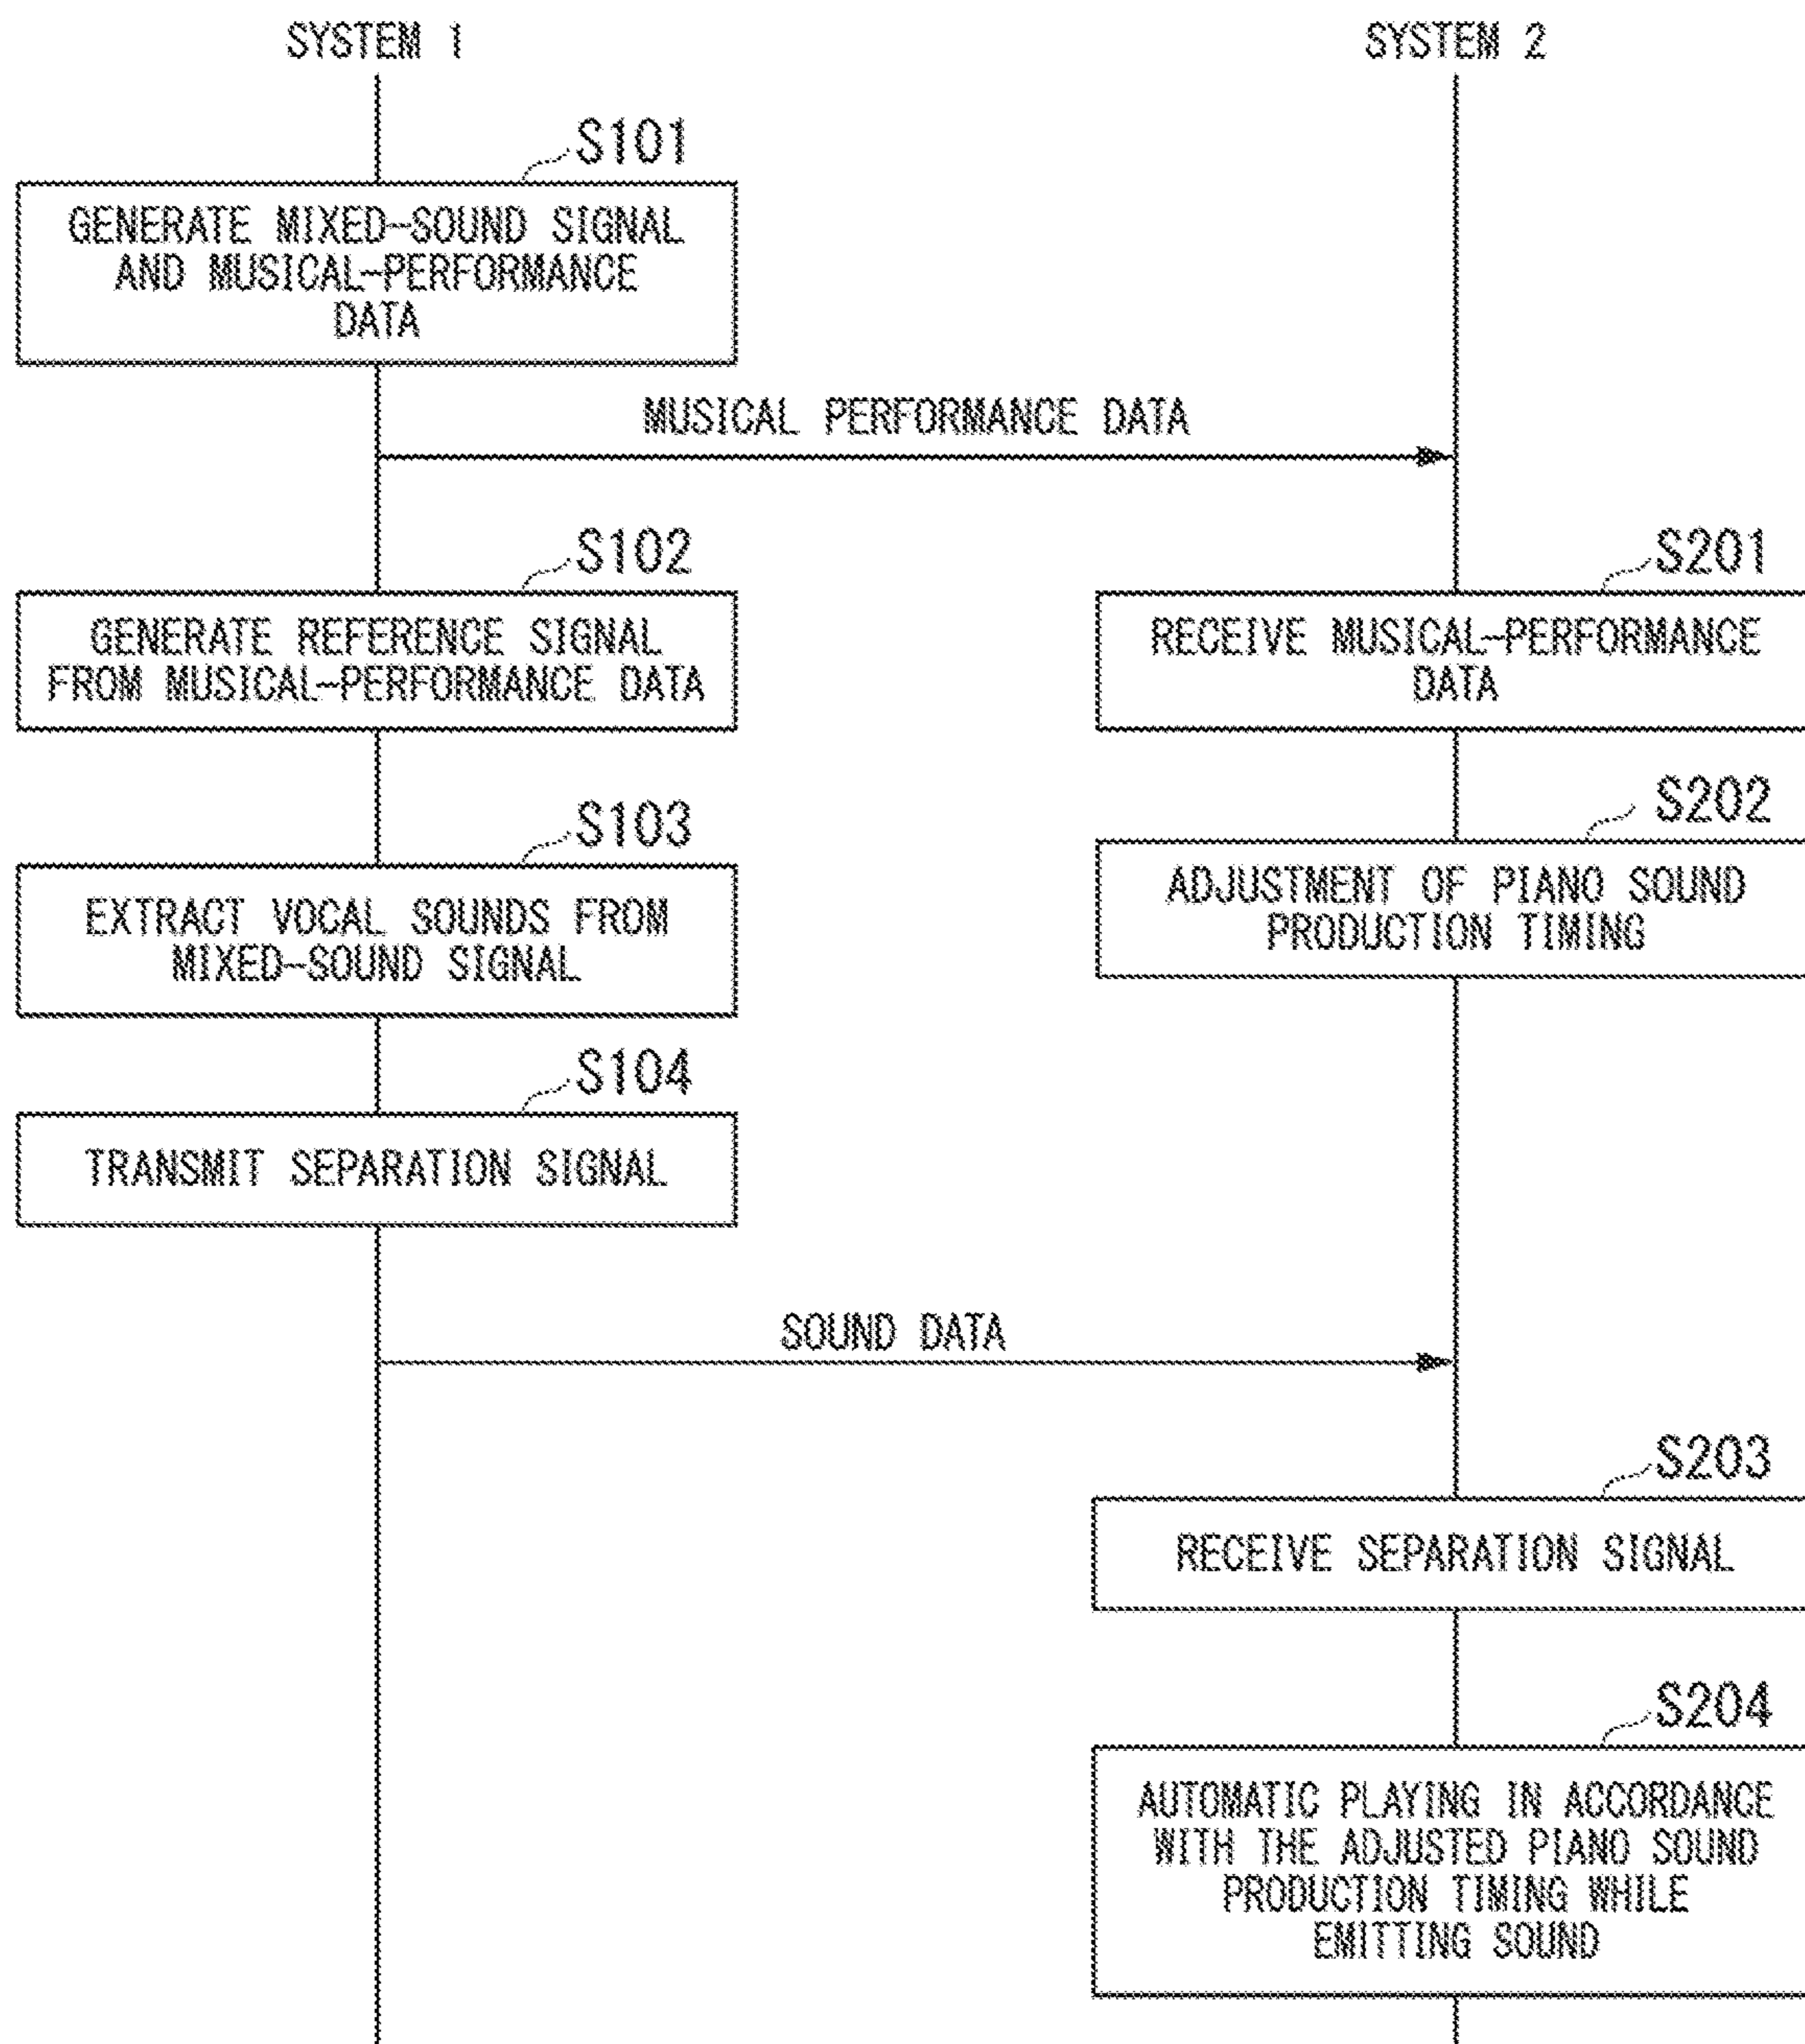 SYSTEM 1
SYSTEM 2
S101
GENERATE MIXED-SOUND SIGNAL
AND MUSICAL-PERFORMANCE
DATA
MUSICAL PERFORMANCE DATA
S102
GENERATE REFERENCE SIGNAL
FROM MUSICAL-PERFORMANCE DATA
S201
RECEIVE MUSICAL-PERFORMANCE
DATA
S202
ADJUSTMENT OF PIANO SOUND
PRODUCTION TIMING
S103
EXTRACT VOCAL SOUNDS FROM
MIXED-SOUND SIGNAL
S104
TRANSMIT SEPARATION SIGNAL
SOUND DATA
S203
RECEIVE SEPARATION SIGNAL
S204
AUTOMATIC PLAYING IN ACCORDANCE
WITH THE ADJUSTED PIANO SOUND
PRODUCTION TIMING WHILE
EMITTING SOUND